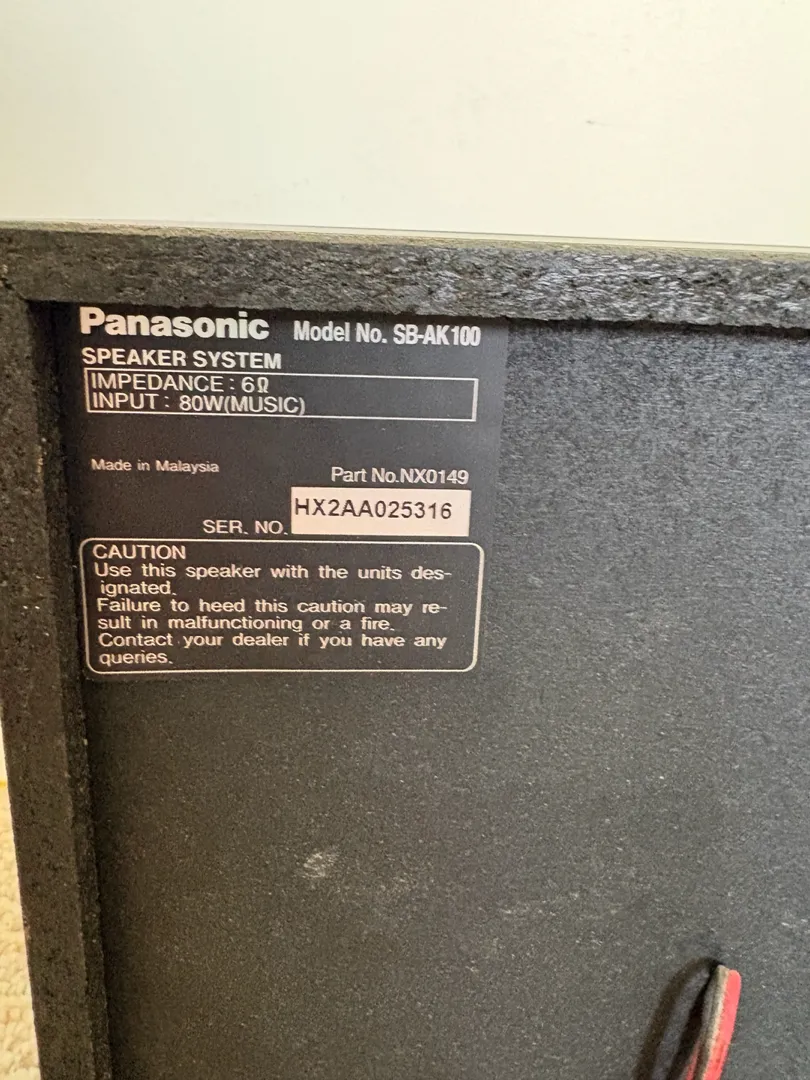 Panasonic Model No. SB-AK100
SPEAKER SYSTEM
IMPEDANCE : 6Ω
INPUT : 80W(MUSIC)
Made in Malaysia
Part No.NX0149
SER. NO. HX2AA025316
CAUTION
Use this speaker with the units des-
ignated.
Failure to heed this caution may re-
sult in malfunctioning or a fire.
Contact your dealer if you have any
queries.